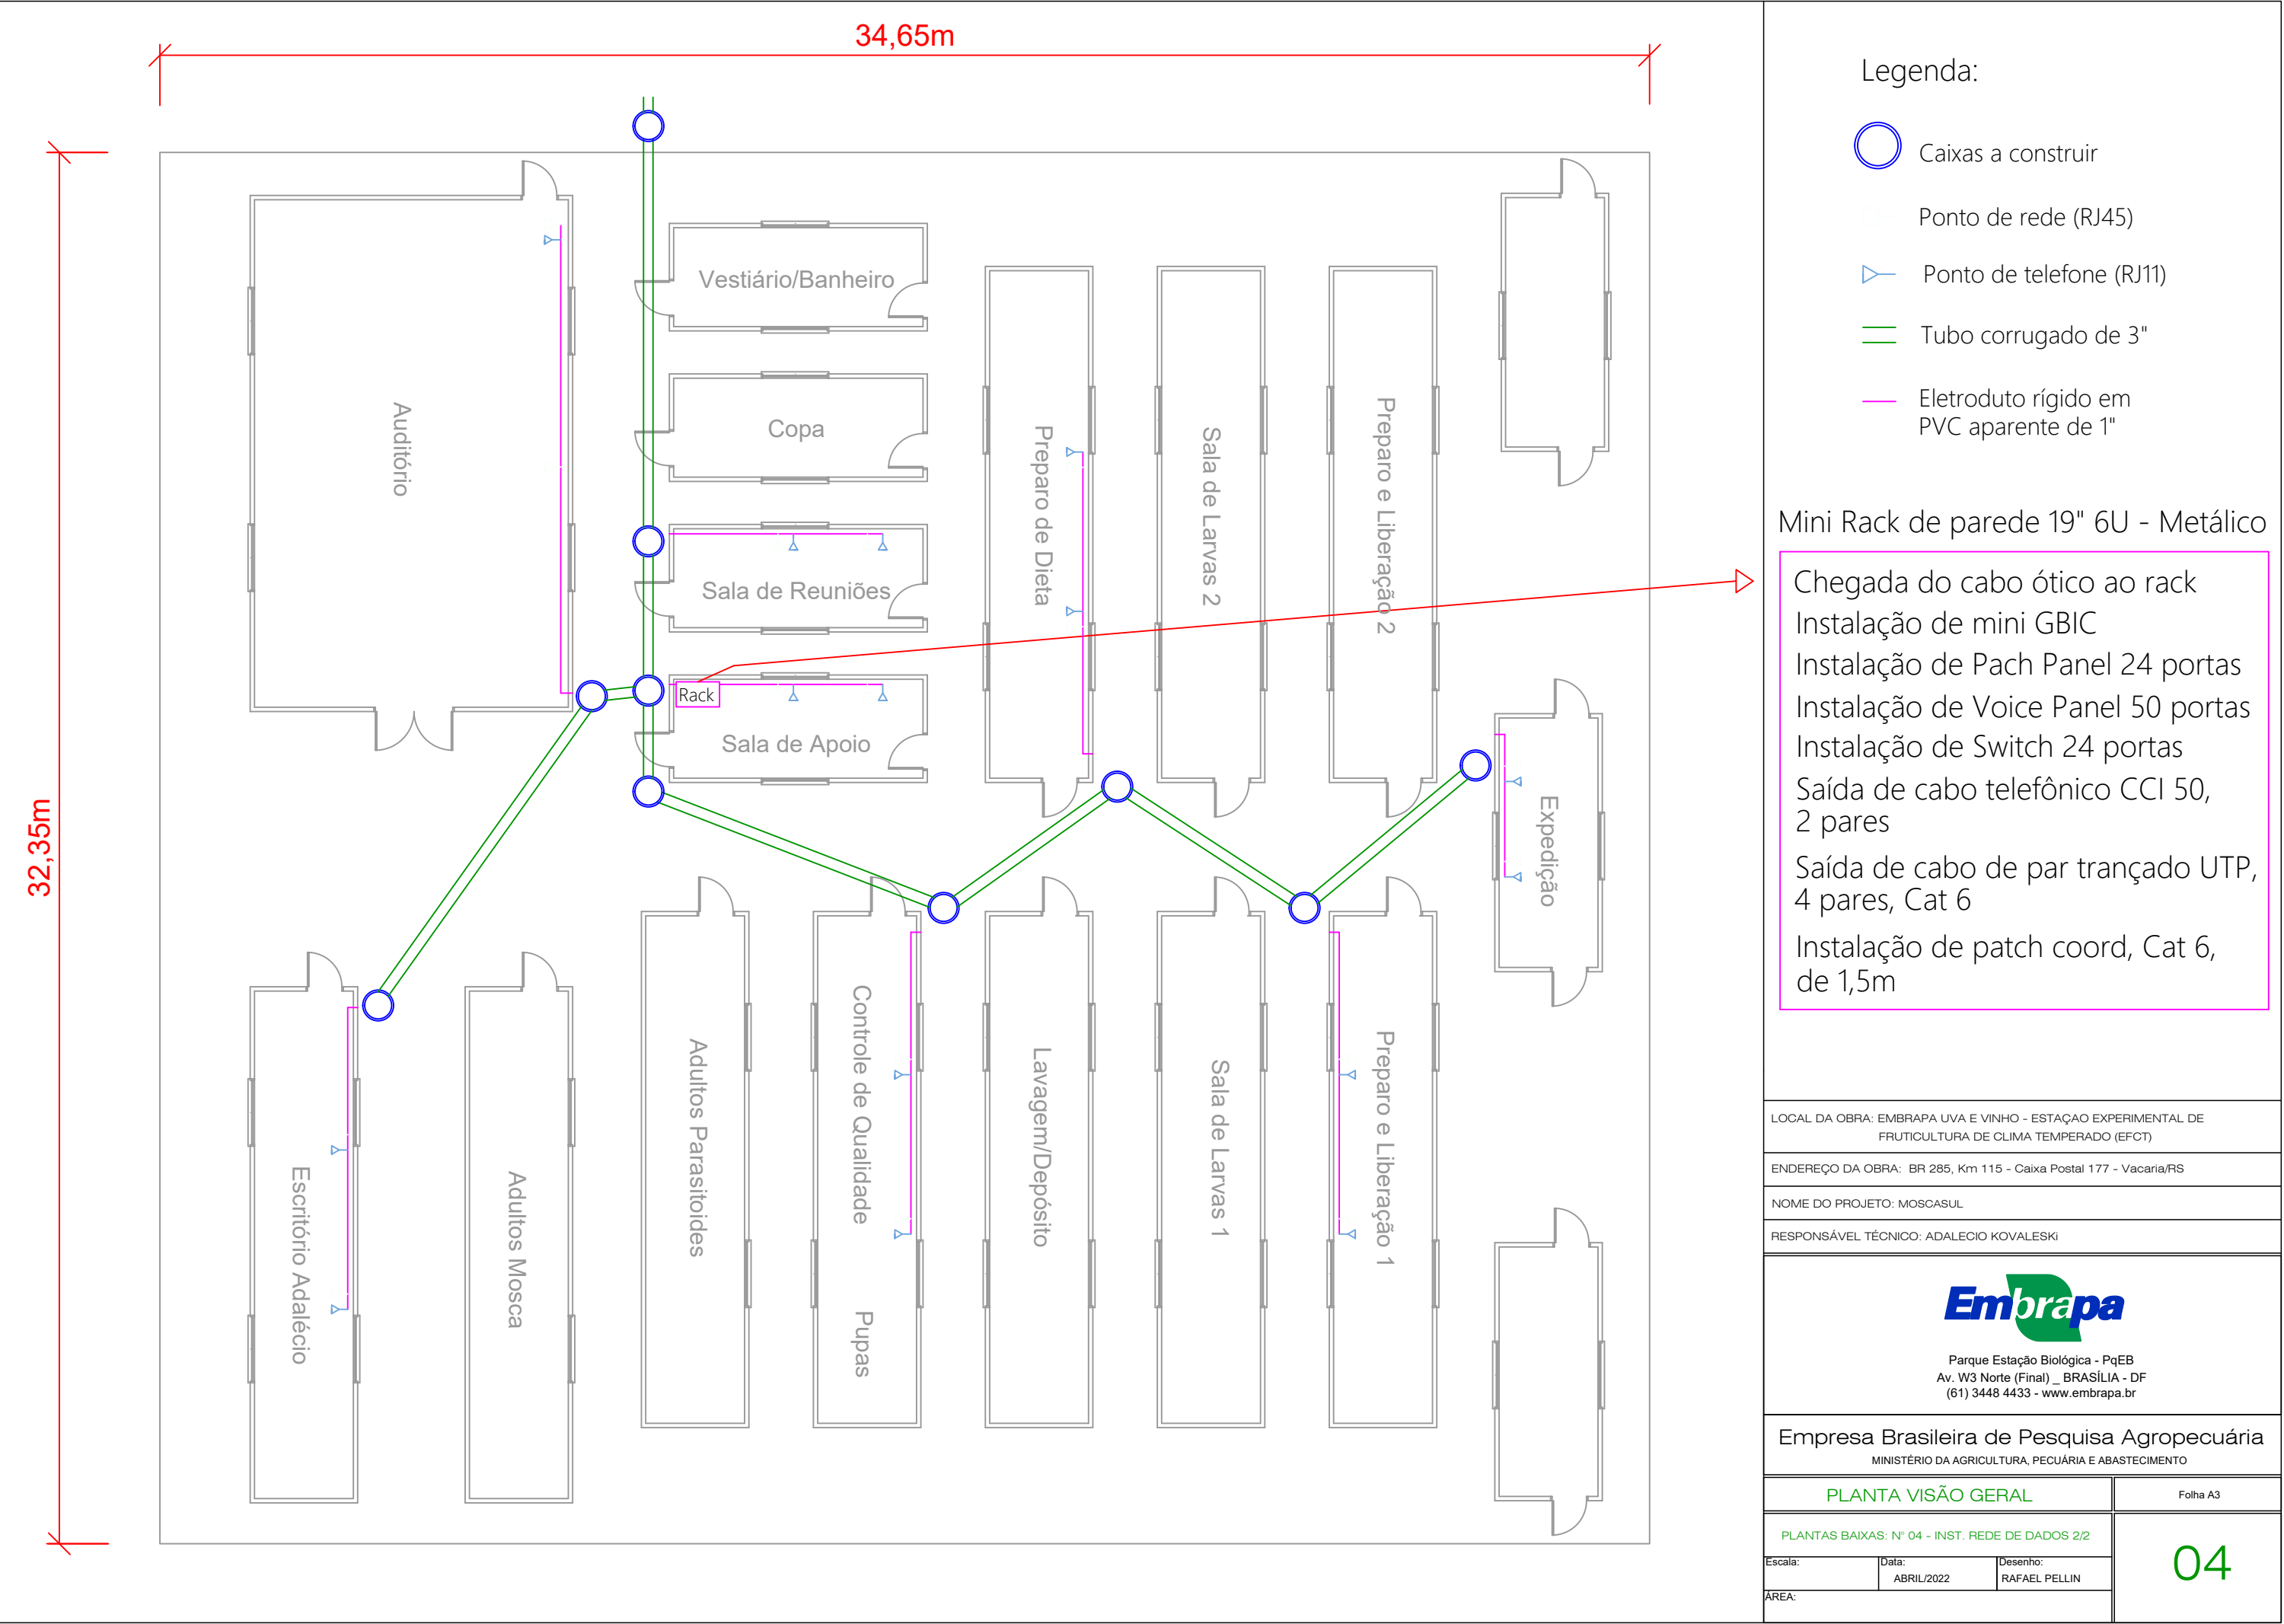 34,65m
32,35m
Auditório
Vestiário/Banheiro
Copa
Sala de Reuniões
Rack
Sala de Apoio
Preparo de Dieta
Sala de Larvas 2
Preparo e Liberação 2
Expedição
Escritório Adalécio
Adultos Mosca
Adultos Parasitoides
Controle de Qualidade
Pupas
Lavagem/Depósito
Sala de Larvas 1
Preparo e Liberação 1
Legenda:
Caixas a construir
Ponto de rede (RJ45)
Ponto de telefone (RJ11)
Tubo corrugado de 3"
Eletroduto rígido em
PVC aparente de 1"
Mini Rack de parede 19" 6U - Metálico
Chegada do cabo ótico ao rack
Instalação de mini GBIC
Instalação de Pach Panel 24 portas
Instalação de Voice Panel 50 portas
Instalação de Switch 24 portas
Saída de cabo telefônico CCI 50,
2 pares
Saída de cabo de par trançado UTP,
4 pares, Cat 6
Instalação de patch coord, Cat 6,
de 1,5m
LOCAL DA OBRA: EMBRAPA UVA E VINHO - ESTAÇAO EXPERIMENTAL DE
FRUTICULTURA DE CLIMA TEMPERADO (EFCT)
ENDEREÇO DA OBRA: BR 285, Km 115 - Caixa Postal 177 - Vacaria/RS
NOME DO PROJETO: MOSCASUL
RESPONSÁVEL TÉCNICO: ADALECIO KOVALESKi
Embrapa
Parque Estação Biológica - PqEB
Av. W3 Norte (Final) _ BRASÍLIA - DF
(61) 3448 4433 - www.embrapa.br
Empresa Brasileira de Pesquisa Agropecuária
MINISTÉRIO DA AGRICULTURA, PECUÁRIA E ABASTECIMENTO
PLANTA VISÃO GERAL
Folha A3
PLANTAS BAIXAS: N° 04 - INST. REDE DE DADOS 2/2
04
Escala:
Data:
ABRIL/2022
Desenho:
RAFAEL PELLIN
ÁREA: